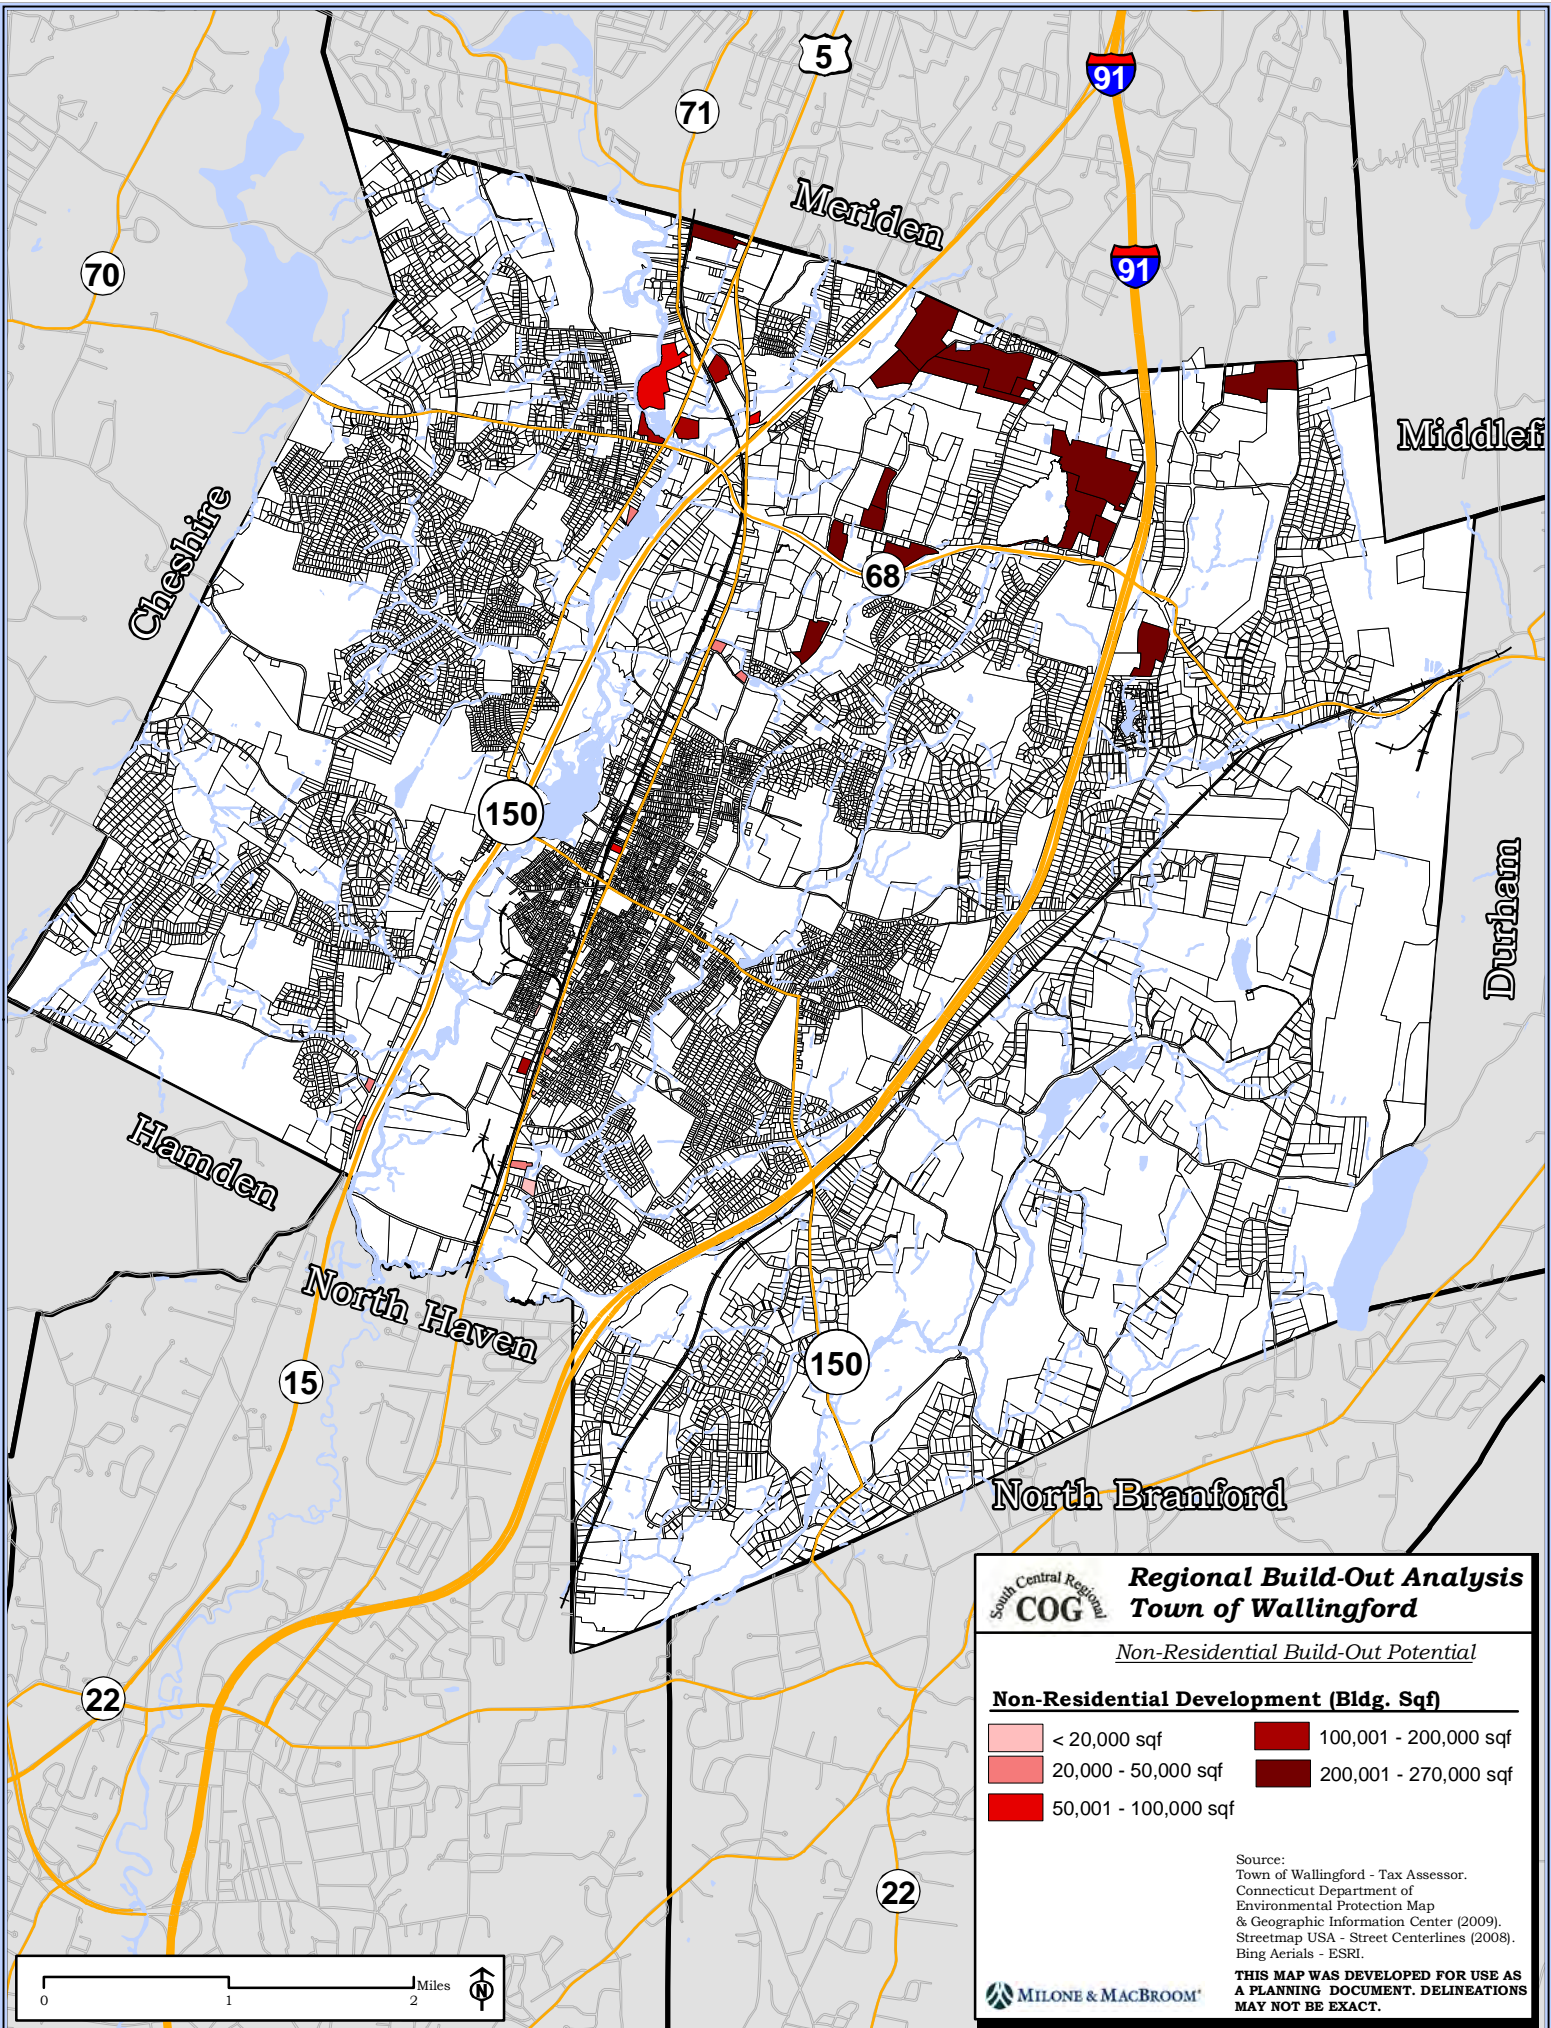 5
91
71
Meriden
70
91
Middlefi
Cheshire
68
150
Durham
Hamden
North Haven
15
150
North Branford
22
22
South Central Regional
COG
Regional Build-Out Analysis
Town of Wallingford
Non-Residential Build-Out Potential
Non-Residential Development (Bldg. Sqf)
< 20,000 sqf
20,000 - 50,000 sqf
50,001 - 100,000 sqf
100,001 - 200,000 sqf
200,001 - 270,000 sqf
Source:
Town of Wallingford - Tax Assessor.
Connecticut Department of
Environmental Protection Map
& Geographic Information Center (2009).
Streetmap USA - Street Centerlines (2008).
Bing Aerials - ESRI.
THIS MAP WAS DEVELOPED FOR USE AS
A PLANNING DOCUMENT. DELINEATIONS
MAY NOT BE EXACT.
MILONE & MACBROOM®
Miles
0 1 2
N